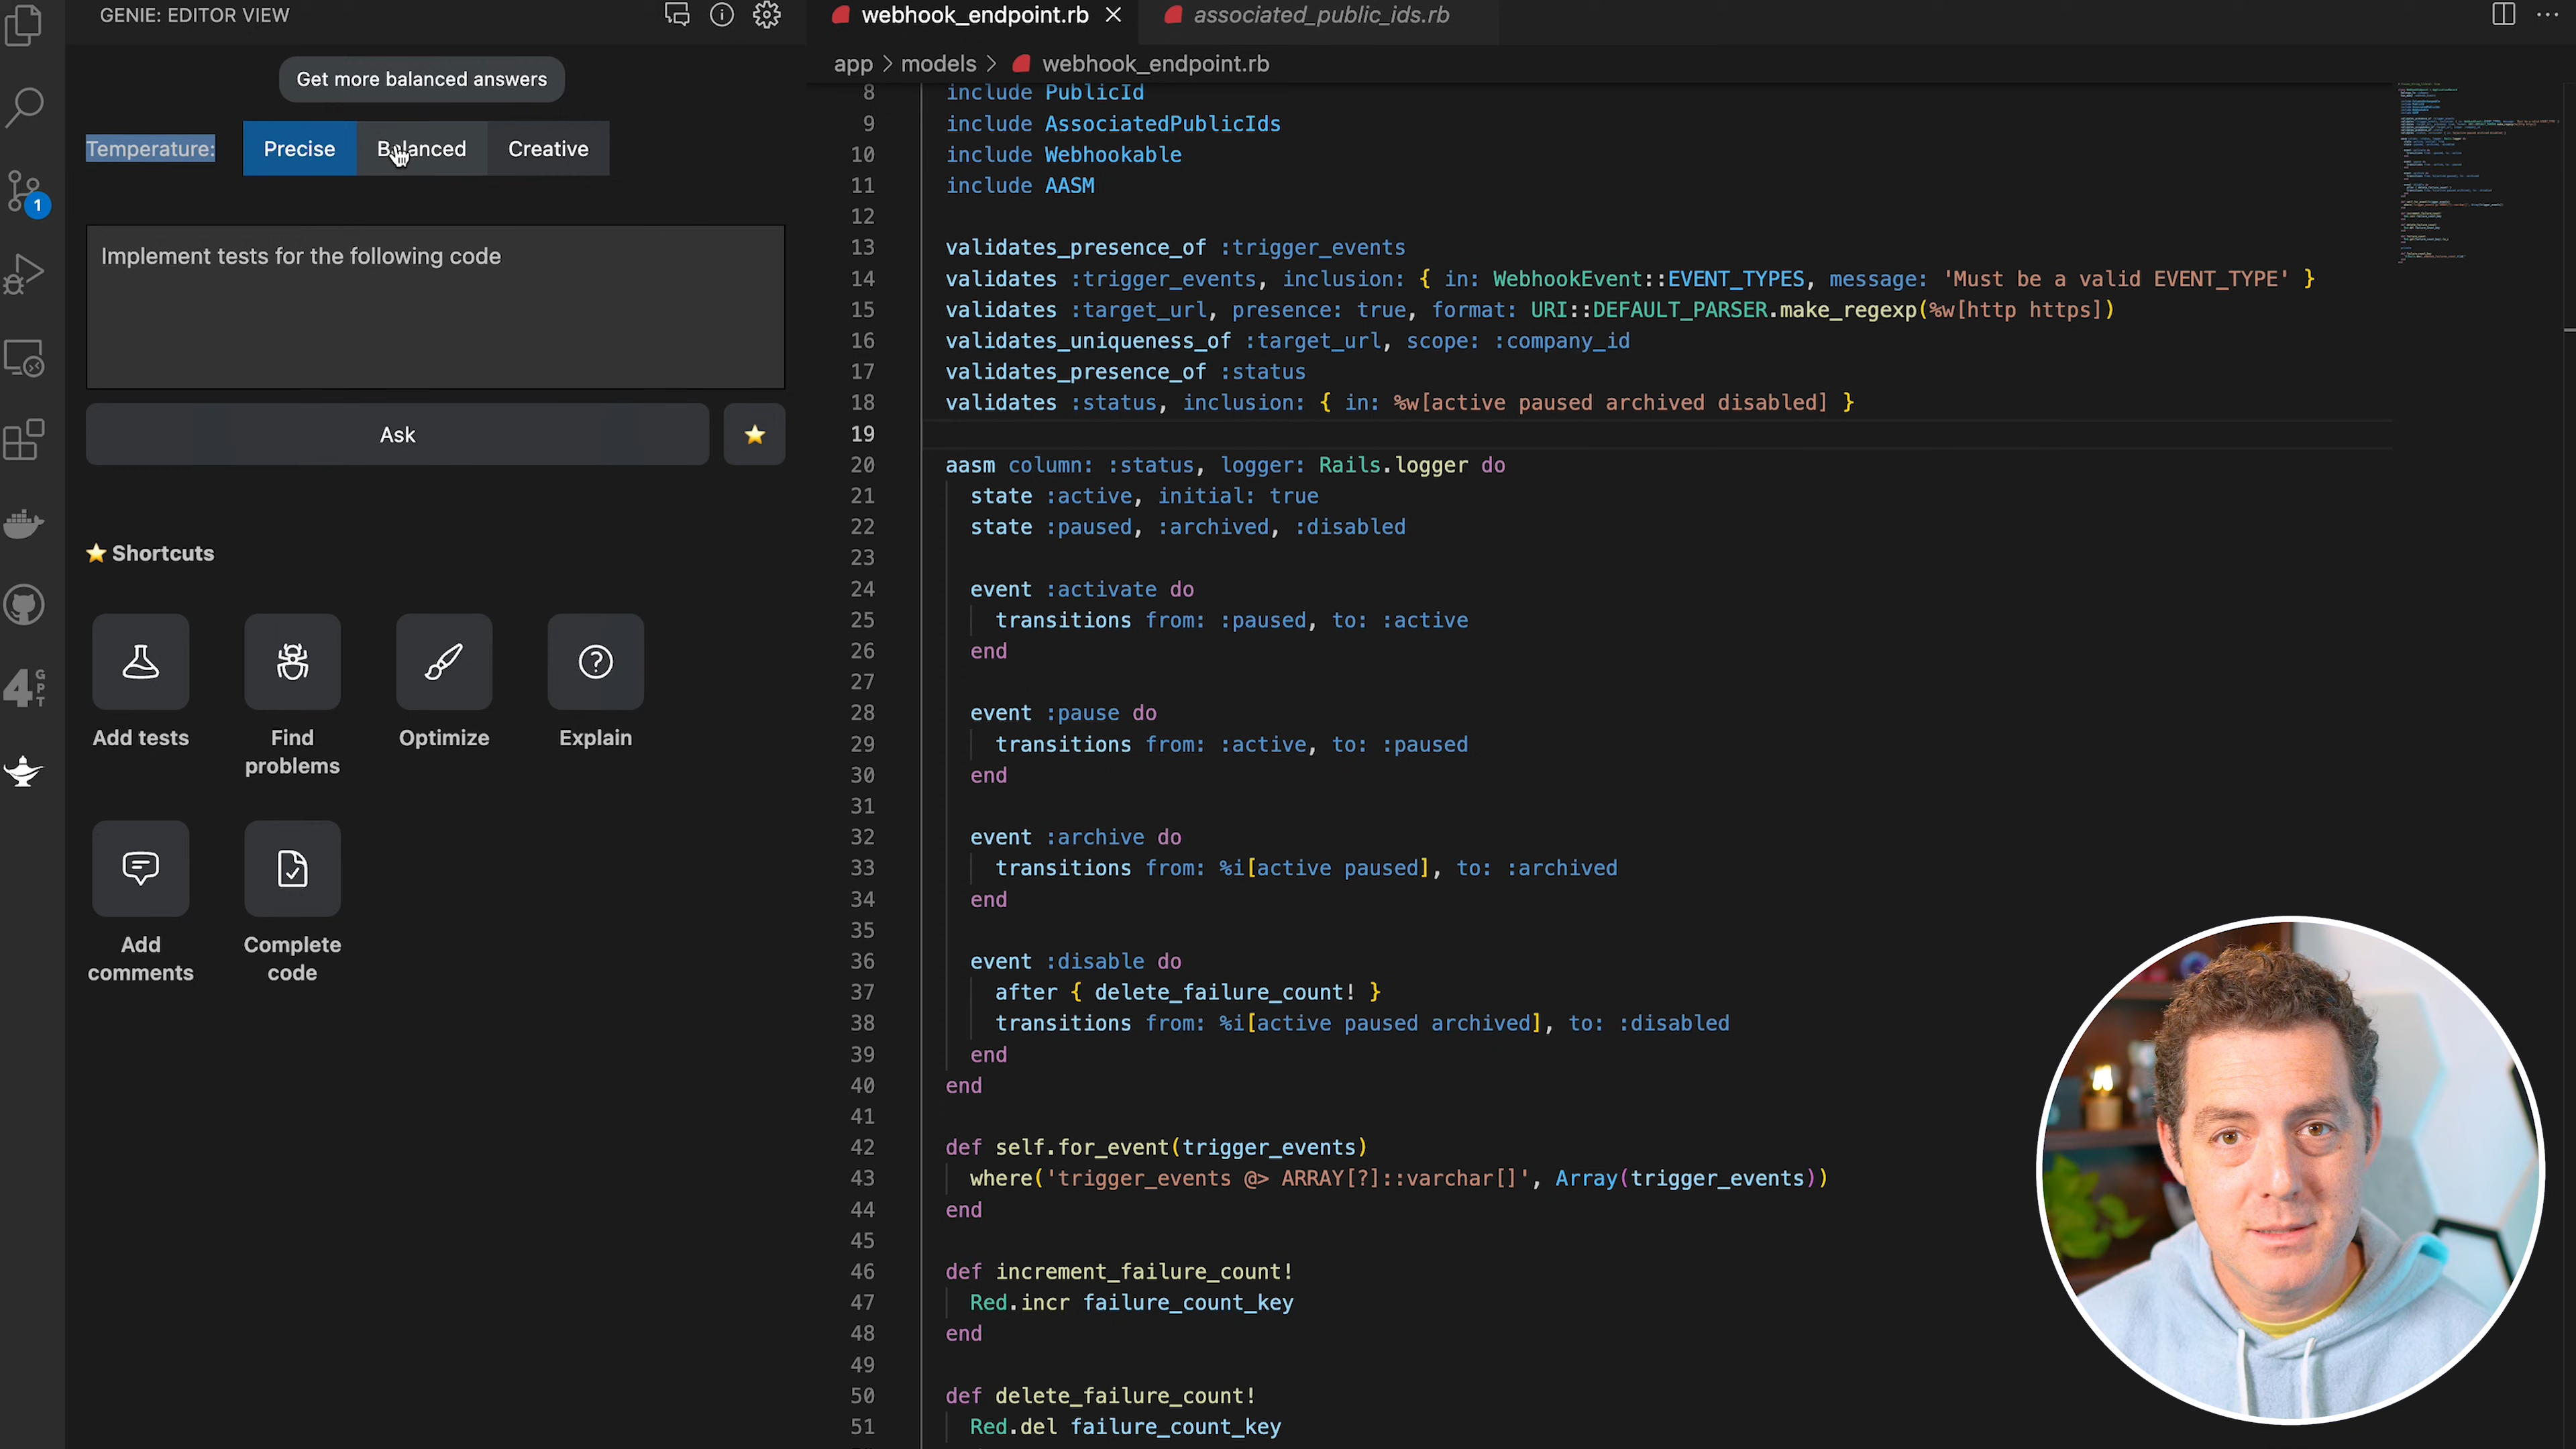 GENIE: EDITOR VIEW
Get more balanced answers
Temperature:
Precise
Balanced
Creative
Implement tests for the following code
Ask
Shortcuts
Add tests
Find problems
Optimize
Explain
Add comments
Complete code
1
4 GPT
webhook_endpoint.rb
associated_public_ids.rb
app > models > webhook_endpoint.rb
8 include PublicId
9 include AssociatedPublicIds
10 include Webhookable
11 include AASM
12
13 validates_presence_of :trigger_events
14 validates :trigger_events, inclusion: { in: WebhookEvent::EVENT_TYPES, message: 'Must be a valid EVENT_TYPE' }
15 validates :target_url, presence: true, format: URI::DEFAULT_PARSER.make_regexp(%w[http https])
16 validates_uniqueness_of :target_url, scope: :company_id
17 validates_presence_of :status
18 validates :status, inclusion: { in: %w[active paused archived disabled] }
19
20 aasm column: :status, logger: Rails.logger do
21 state :active, initial: true
22 state :paused, :archived, :disabled
23
24 event :activate do
25 transitions from: :paused, to: :active
26 end
27
28 event :pause do
29 transitions from: :active, to: :paused
30 end
31
32 event :archive do
33 transitions from: %i[active paused], to: :archived
34 end
35
36 event :disable do
37 after { delete_failure_count! }
38 transitions from: %i[active paused archived], to: :disabled
39 end
40 end
41
42 def self.for_event(trigger_events)
43 where('trigger_events @> ARRAY[?]::varchar[]', Array(trigger_events))
44 end
45
46 def increment_failure_count!
47 Red.incr failure_count_key
48 end
49
50 def delete_failure_count!
51 Red.del failure_count_key